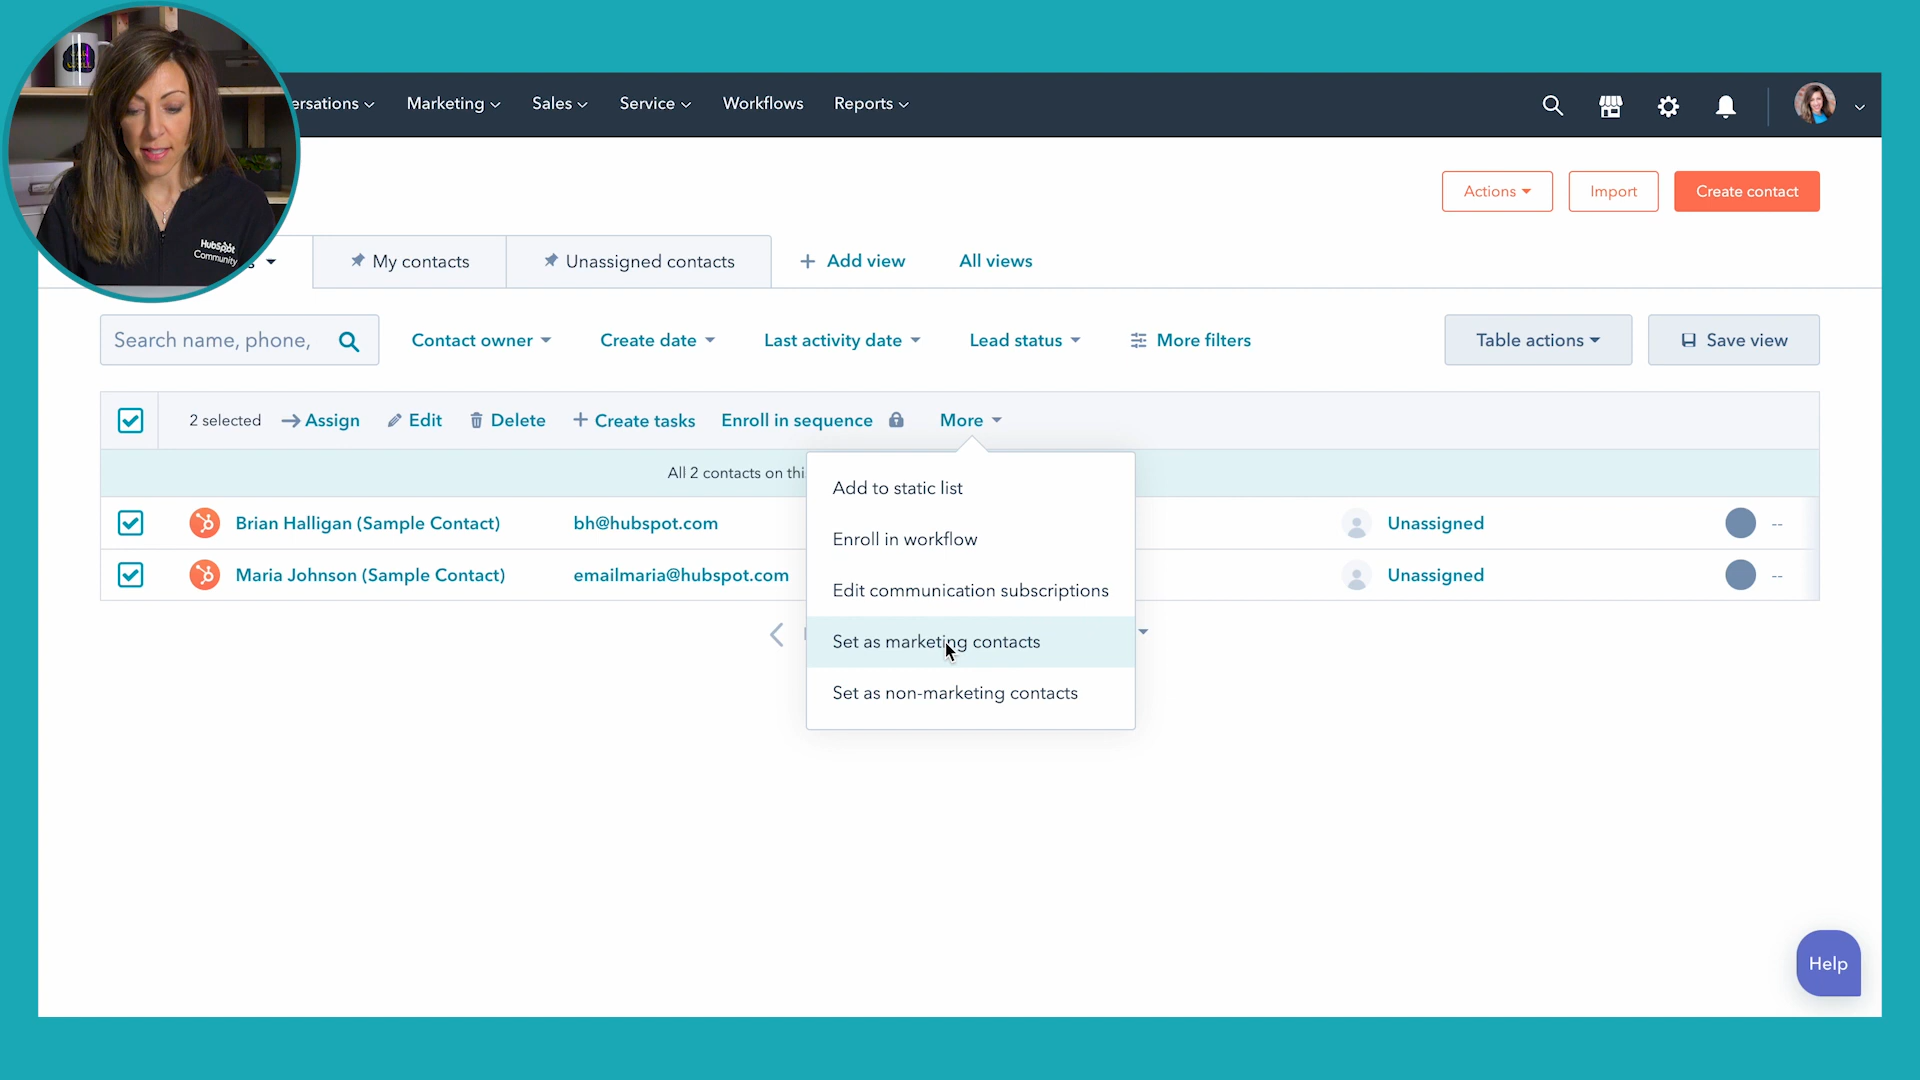 ersations
Marketing
Sales
Service
Workflows
Reports
HubSpot
Community
Actions
Import
Create contact
s
My contacts
Unassigned contacts
+ Add view
All views
Search name, phone,
Contact owner
Create date
Last activity date
Lead status
More filters
Table actions
Save view
2 selected
Assign
Edit
Delete
+ Create tasks
Enroll in sequence
More
All 2 contacts on thi
Add to static list
Enroll in workflow
Edit communication subscriptions
Set as marketing contacts
Set as non-marketing contacts
Brian Halligan (Sample Contact)
bh@hubspot.com
Unassigned
--
Maria Johnson (Sample Contact)
emailmaria@hubspot.com
Unassigned
--
Help